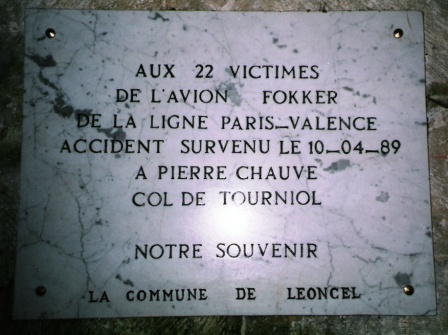 AUX 22 VICTIMES
DE L'AVION FOKKER
DE LA LIGNE PARIS_VALENCE
ACCIDENT SURVENU LE 10_04_89
A PIERRE CHAUVE
COL DE TOURNIOL
NOTRE SOUVENIR
LA COMMUNE DE LEONCEL